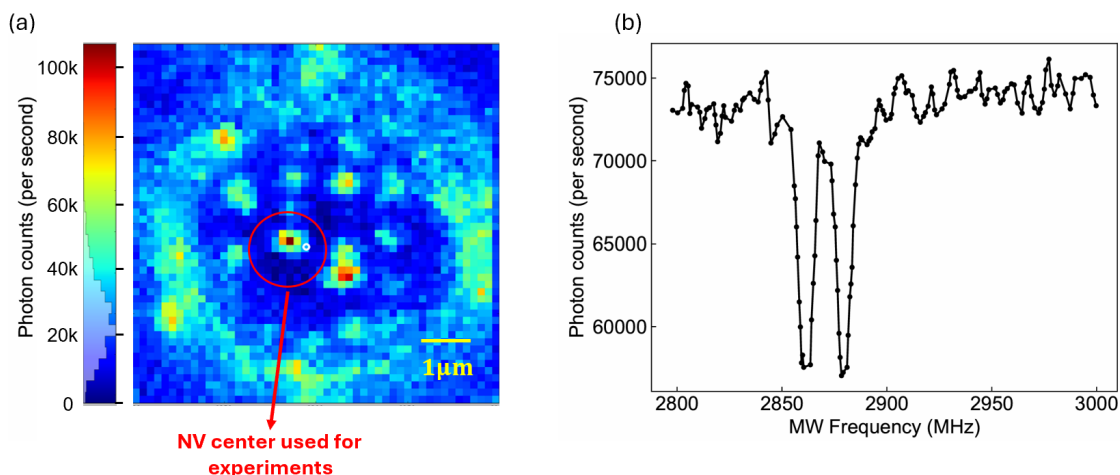 (a)
100k
80k
60k
40k
20k
0
Photon counts (per second)
1µm
NV center used for
experiments
(b)
75000
70000
65000
60000
Photon counts (per second)
2800
2850
2900
2950
3000
MW Frequency (MHz)